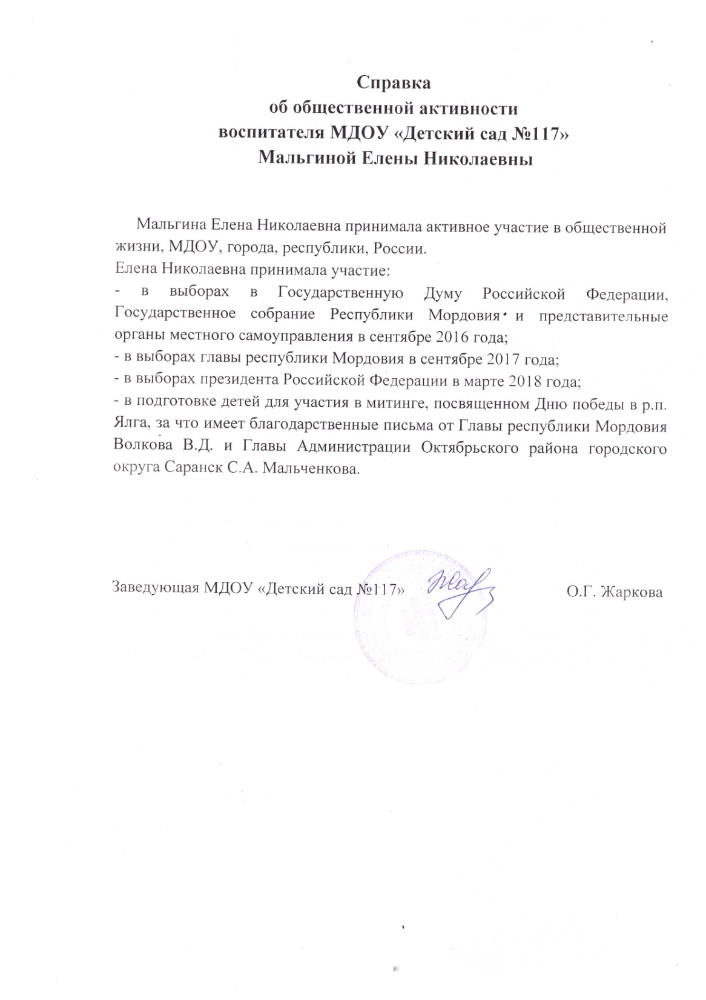 Справка
об общественной активности
воспитателя МДОУ «Детский сад №117»
Мальгиной Елены Николаевны
Мальгина Елена Николаевна принимала активное участие в общественной
жизни, МДОУ, города, республики, России.
Елена Николаевна принимала участие:
- в выборах в Государственную Думу Российской Федерации,
Государственное собрание Республики Мордовия и представительные
органы местного самоуправления в сентябре 2016 года;
- в выборах главы республики Мордовия в сентябре 2017 года;
- в выборах президента Российской Федерации в марте 2018 года;
- в подготовке детей для участия в митинге, посвященном Дню победы в р.п.
Ялга, за что имеет благодарственные письма от Главы республики Мордовия
Волкова В.Д. и Главы Администрации Октябрьского района городского
округа Саранск С.А. Мальченкова.
Заведующая МДОУ «Детский сад №117» О.Г. Жаркова